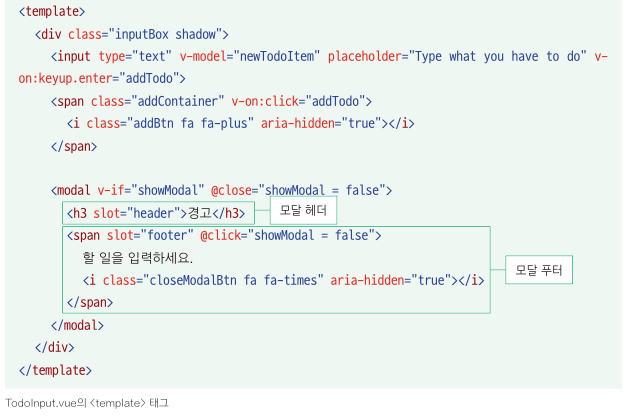 <template>
<div class="inputBox shadow">
<input type="text" v-model="newTodoItem" placeholder="Type what you have to do" v-
on:keyup.enter="addTodo">
<span class="addContainer" v-on:click="addTodo">
<i class="addBtn fa fa-plus" aria-hidden="true"></i>
</span>
<modal v-if="showModal" @close="showModal = false">
<h3 slot="header">경고</h3>
모달 헤더
<span slot="footer" @click="showModal = false">
할 일을 입력하세요.
모달 푸터
<i class="closeModalBtn fa fa-times" aria-hidden="true"></i>
</span>
</modal>
</div>
</template>
TodoInput.vue의 <template> 태그